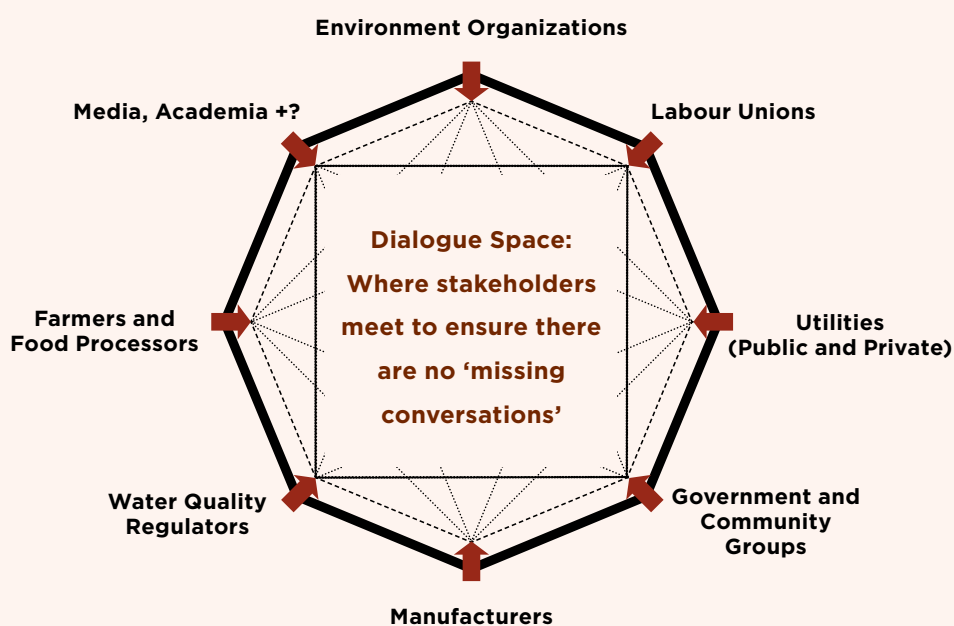 Environment Organizations
Media, Academia +?
Labour Unions
Dialogue Space:
Where stakeholders
meet to ensure there
are no ‘missing
conversations’
Farmers and
Food Processors
Utilities
(Public and Private)
Water Quality
Regulators
Government and
Community
Groups
Manufacturers